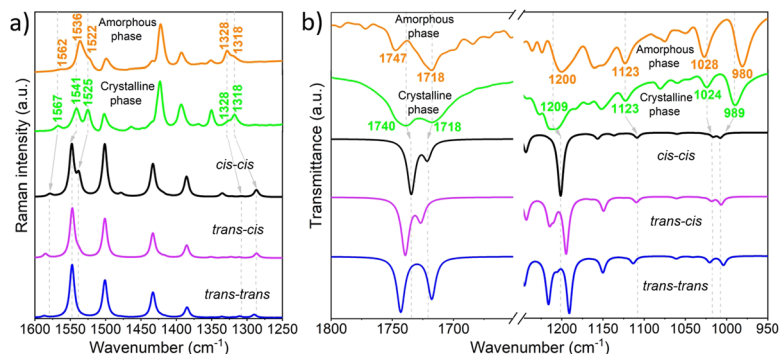 a)
Raman intensity (a.u.)
1562
1536
1522
Amorphous
phase
1328
1318
1567
1541
1525
Crystalline
phase
1328
1318
cis-cis
trans-cis
trans-trans
1600 1550 1500 1450 1400 1350 1300 1250
Wavenumber (cm-1)
b)
Transmittance (a.u.)
Amorphous
phase
1747
1718
Crystalline
phase
1740
1718
Amorphous
phase
1200
1123
1028
980
1209
1123
Crystalline
phase
1024
989
cis-cis
trans-cis
trans-trans
1800 1700 1200 1150 1100 1050 1000 950
Wavenumber (cm-1)